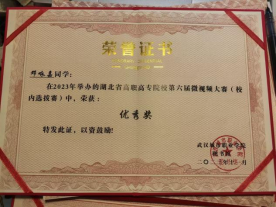 荣誉证书
同学：
在2023年举办的湖北省高职高专院校第六届微视频大赛（校
内选拔赛）中，荣获：
优秀奖
特发此证，以资鼓励！